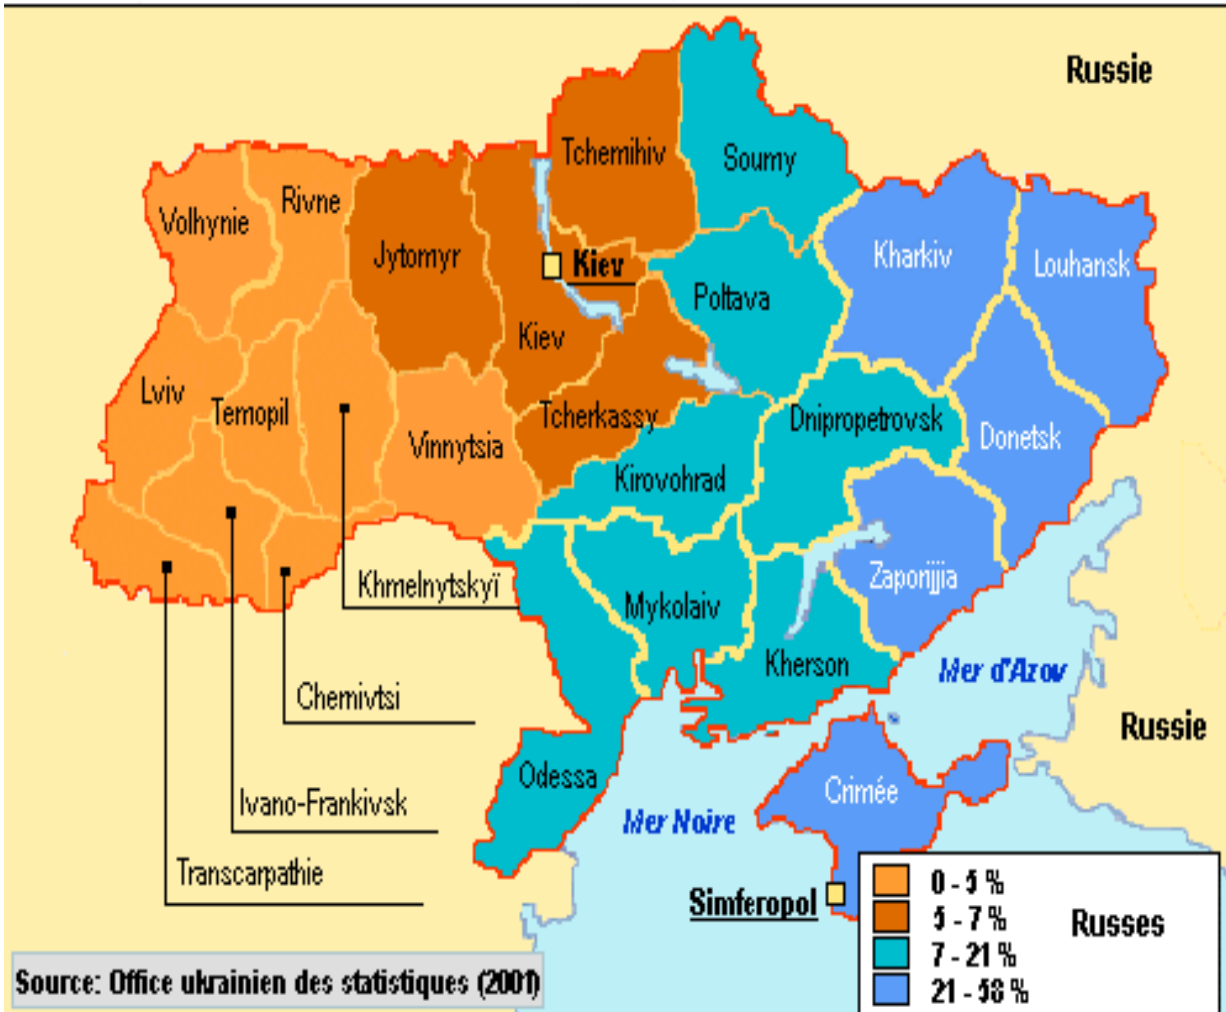 Russie
Tchernihiv
Soumy
Rivne
Volhynie
Jytomyr
Kiev
Kharkiv
Louhansk
Poltava
Kiev
Lviv
Ternopil
Tcherkassy
Vinnytsia
Dnipropetrovsk
Donetsk
Kirovohrad
Khmelnytskyï
Mykolaiv
Zaporijjia
Kherson
Mer d'Azov
Chernivtsi
Russie
Odessa
Crimée
Ivano-Frankivsk
Mer Noire
Transcarpathie
Simferopol
0 - 5 %
5 - 7 %
7 - 21 %
21 - 58 %
Russes
Source: Office ukrainien des statistiques (2001)